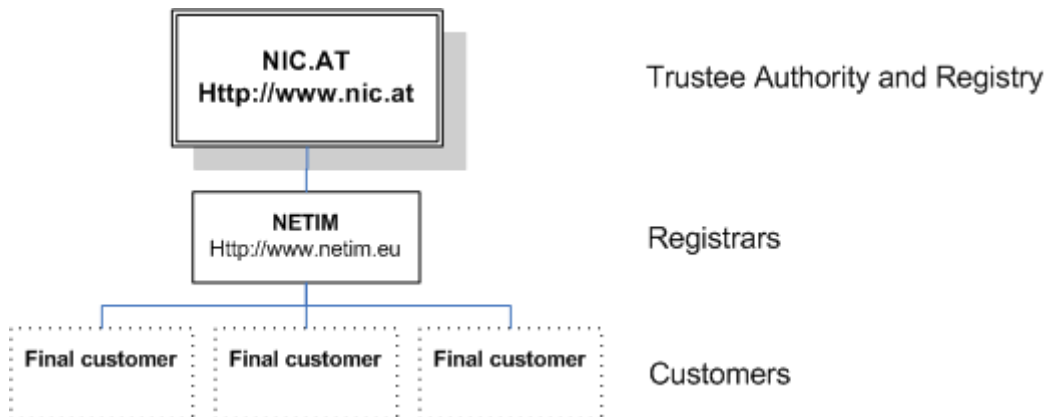 NIC.AT
Http://www.nic.at
Trustee Authority and Registry
NETIM
Http://www.netim.eu
Registrars
Final customer
Final customer
Final customer
Customers